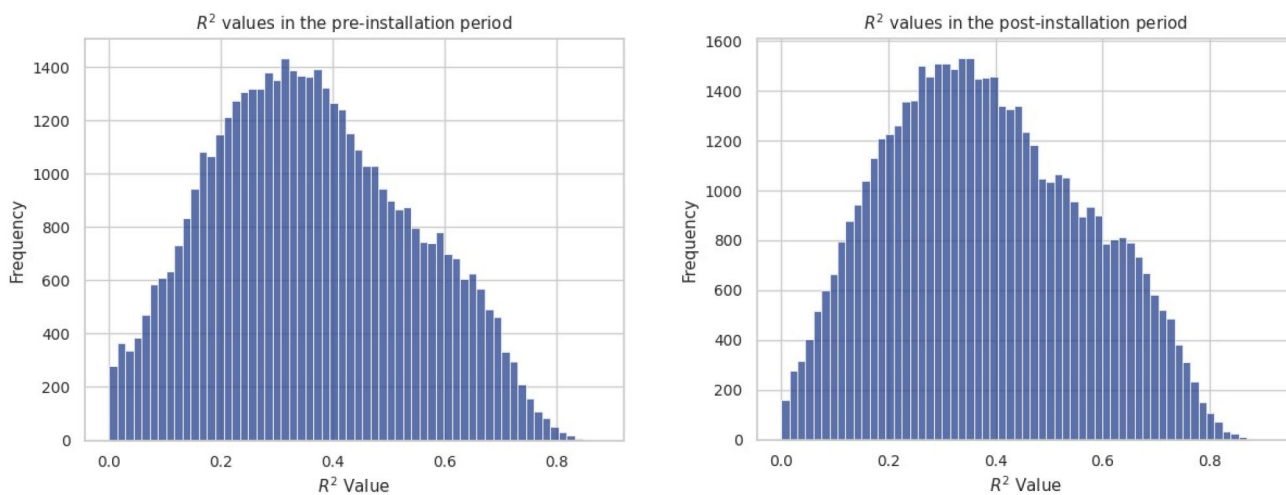 R² values in the pre-installation period
1400
1200
1000
800
600
400
200
0
Frequency
0.0 0.2 0.4 0.6 0.8
R² Value
R² values in the post-installation period
1600
1400
1200
1000
800
600
400
200
0
Frequency
0.0 0.2 0.4 0.6 0.8
R² Value